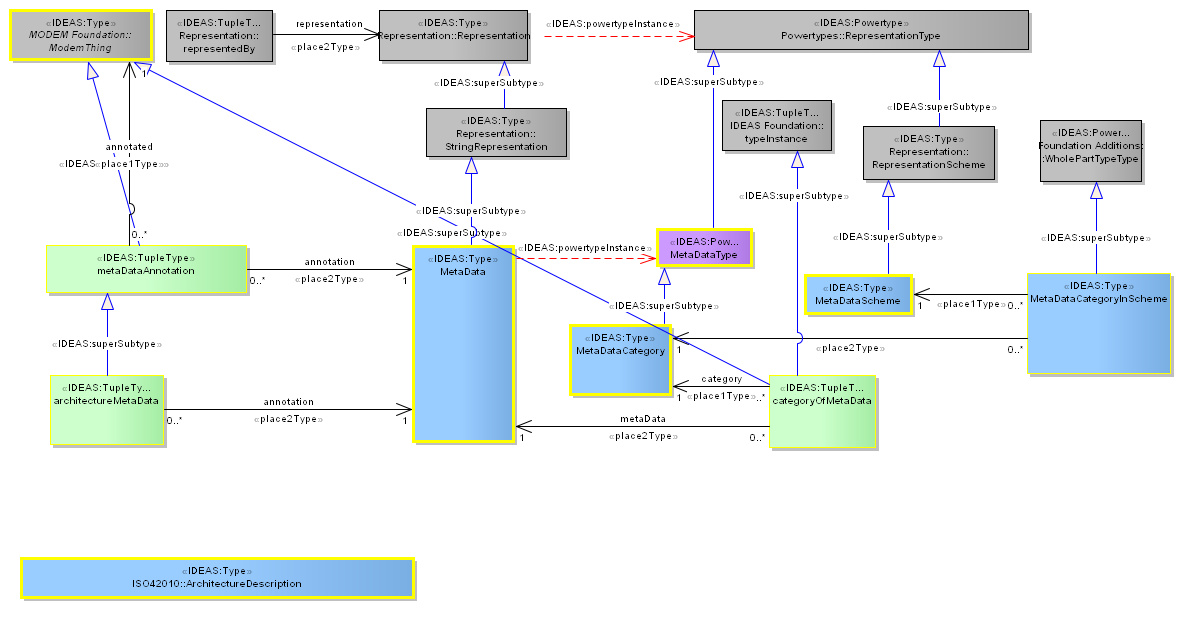 «IDEAS:Type»
MODEM Foundation::
ModemThing
«IDEAS:TupleT...
Representation::
representedBy
representation
«place2Type»
«IDEAS:Type»
Representation::Representation
«IDEAS:powertypeInstance»
«IDEAS:Powertype»
Powertypes::RepresentationType
«IDEAS:superSubtype»
«IDEAS:superSubtype»
«IDEAS:superSubtype»
«IDEAS:Type»
Representation::
StringRepresentation
«IDEAS:TupleT...
IDEAS Foundation::
typeInstance
«IDEAS:Type»
Representation::
RepresentationScheme
«IDEAS:Power...
Foundation Additions:
:WholePartTypeType
1
annotated
«place1Type»
«IDEAS
»
0..*
«IDEAS:superSubtype»
«IDEAS:superSubtype»
«IDEAS:superSubtype»
«IDEAS:superSubtype»
«IDEAS:superSubtype»
«IDEAS:TupleType»
metaDataAnnotation
annotation
«place2Type»
0..*
1
«IDEAS:Type»
MetaData
«IDEAS:powertypeInstance»
«IDEAS:Pow...
MetaDataType
«IDEAS:superSubtype»
«IDEAS:Type»
MetaDataScheme
1
«place1Type»
0..*
«IDEAS:Type»
MetaDataCategoryInScheme
«IDEAS:superSubtype»
«IDEAS:Type»
MetaDataCategory
1
«place2Type»
0..*
«IDEAS:TupleTy...
architectureMetaData
annotation
«place2Type»
0..*
1
category
«place1Type»
1
..*
«IDEAS:TupleT...
categoryOfMetaData
metaData
«place2Type»
1
0..*
«IDEAS:Type»
ISO42010::ArchitectureDescription